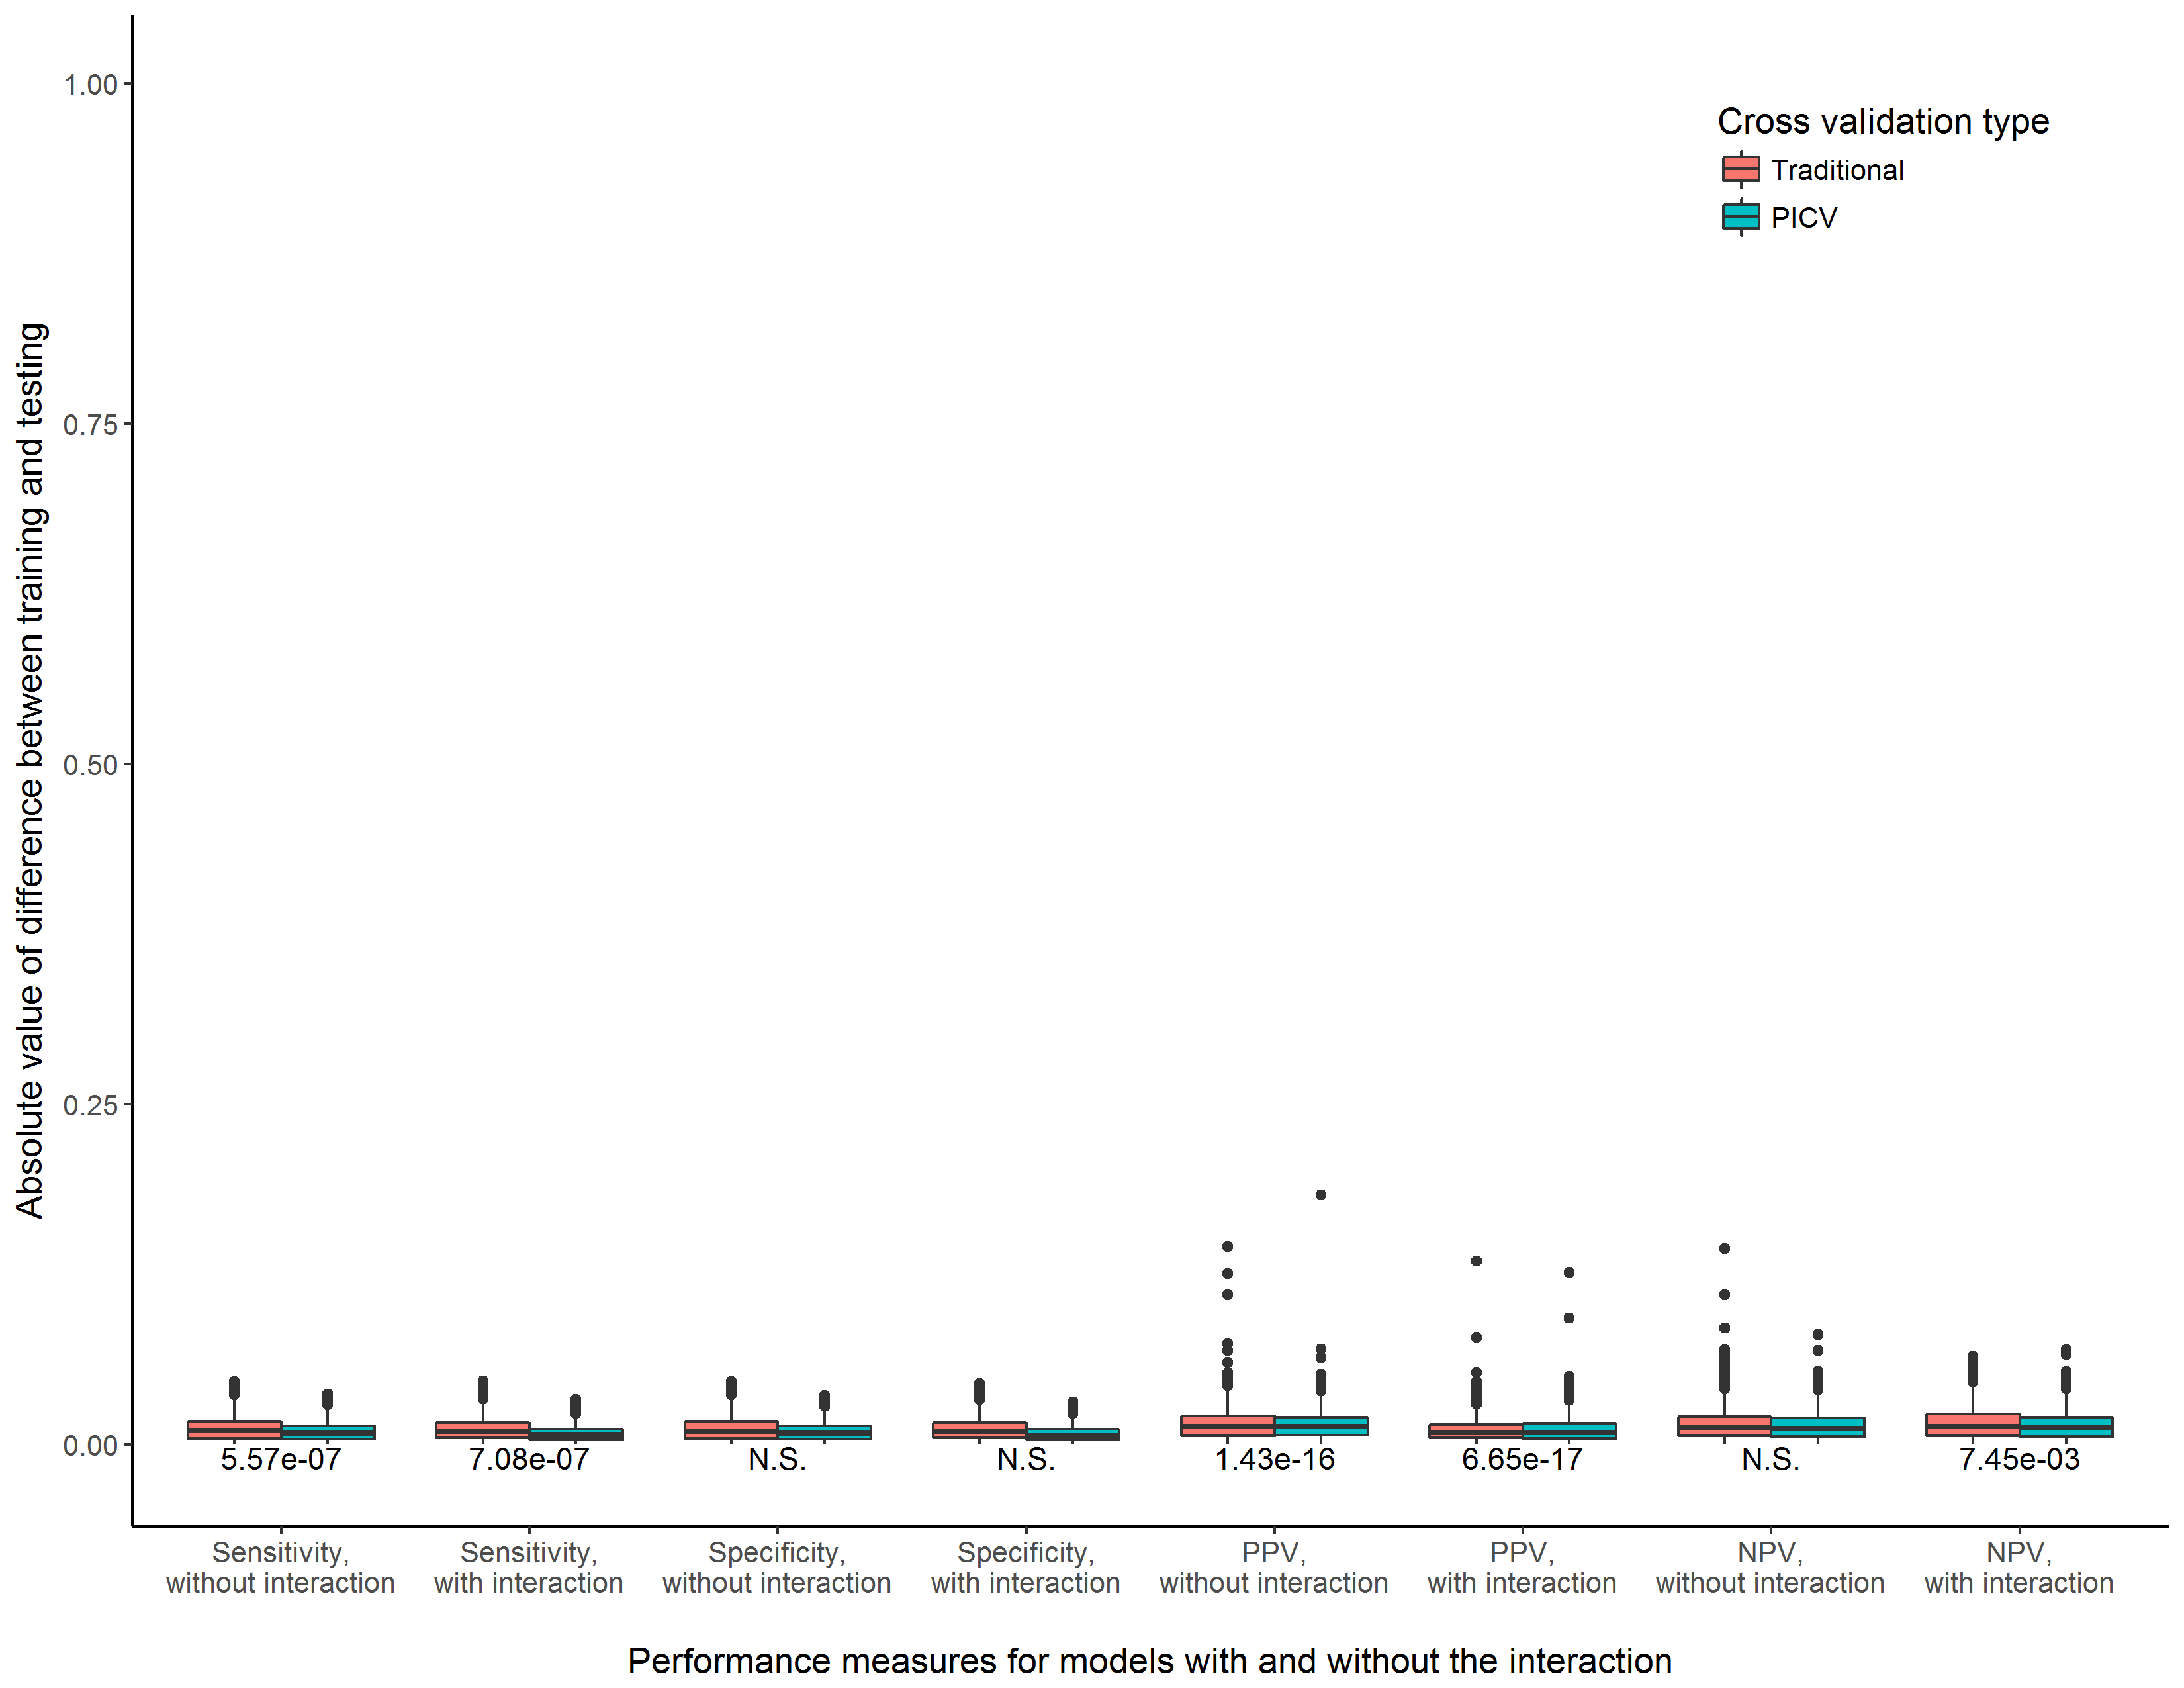 Absolute value of difference between training and testing
1.00
0.75
0.50
0.25
0.00
Cross validation type
Traditional
PICV
5.57e-07
7.08e-07
N.S.
N.S.
1.43e-16
6.65e-17
N.S.
7.45e-03
Sensitivity,
without interaction
Sensitivity,
with interaction
Specificity,
without interaction
Specificity,
with interaction
PPV,
without interaction
PPV,
with interaction
NPV,
without interaction
NPV,
with interaction
Performance measures for models with and without the interaction